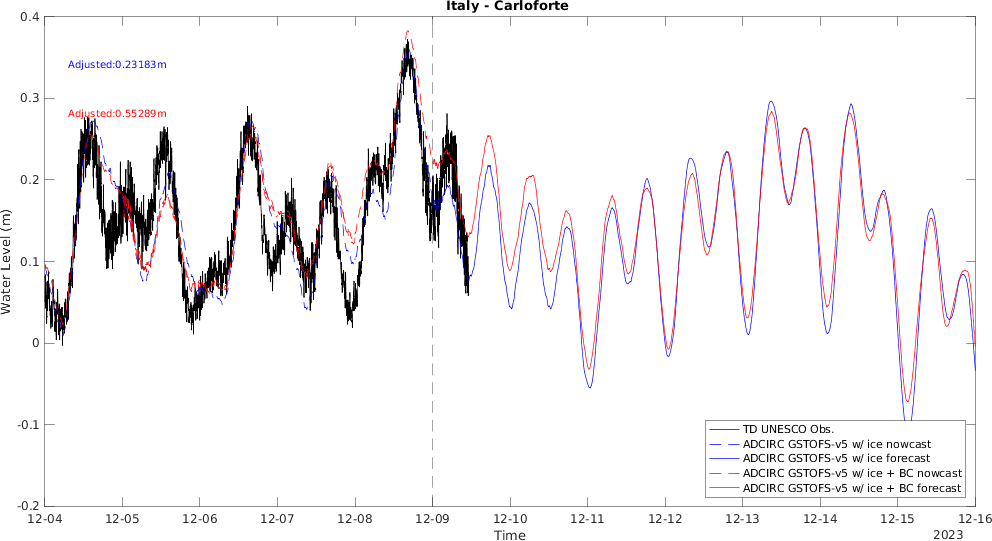 Italy - Carloforte
Adjusted:0.23183m
Adjusted:0.55289m
Water Level (m)
0.4
0.3
0.2
0.1
0
-0.1
-0.2
TD UNESCO Obs.
ADCIRC GSTOFS-v5 w/ ice nowcast
ADCIRC GSTOFS-v5 w/ ice forecast
ADCIRC GSTOFS-v5 w/ ice + BC nowcast
ADCIRC GSTOFS-v5 w/ ice + BC forecast
12-04 12-05 12-06 12-07 12-08 12-09 12-10 12-11 12-12 12-13 12-14 12-15 12-16
Time
2023